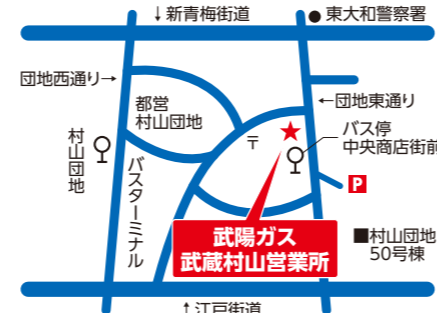 ↓新青梅街道
●東大和警察署
団地西通り→
←団地東通り
都営
村山団地
〒
バス停
中央商店街前
村山団地
バスターミナル
P
武陽ガス
武蔵村山営業所
■村山団地
50号棟
↑江戸街道